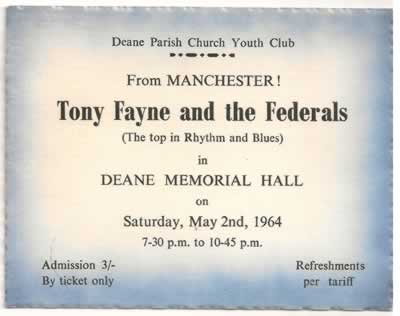 Deane Parish Church Youth Club
From MANCHESTER!
Tony Fayne and the Federals
(The top in Rhythm and Blues)
in
DEANE MEMORIAL HALL
on
Saturday, May 2nd, 1964
7-30 p.m. to 10-45 p.m.
Admission 3/-
By ticket only
Refreshments
per tariff